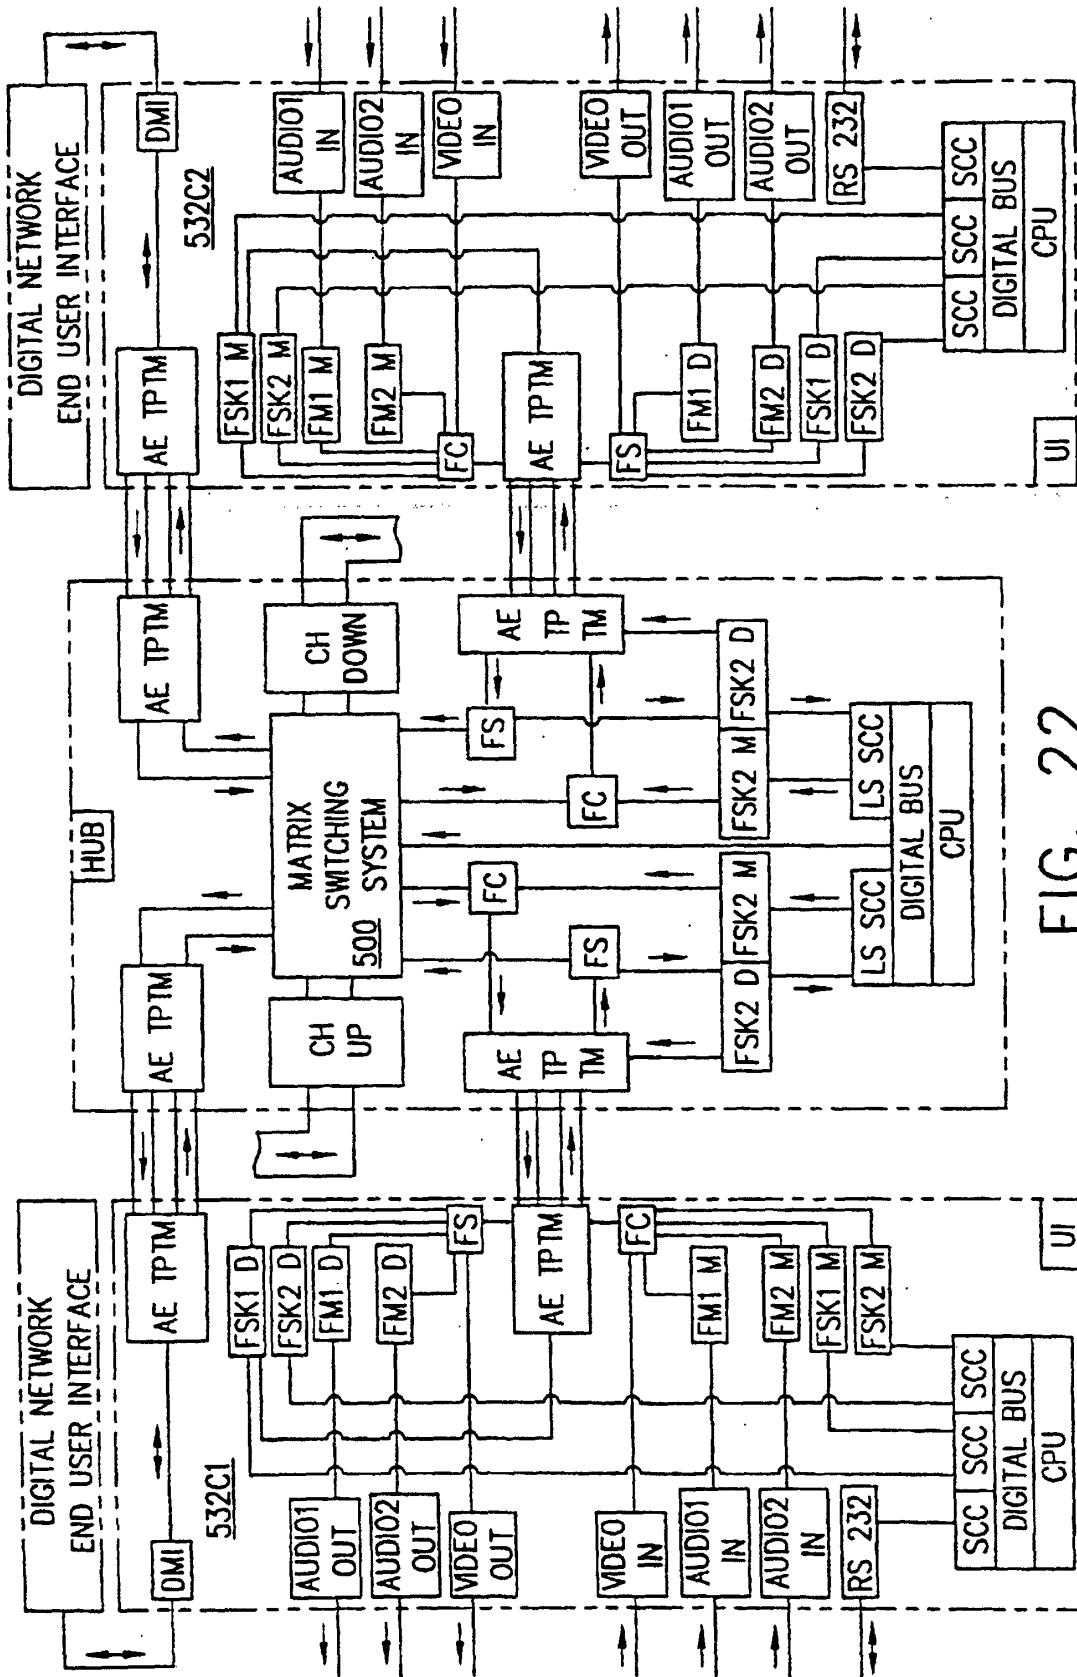 DIGITAL NETWORK
END USER INTERFACE
DMI
532C1
AE TPTM
FSK1 D
FSK2 D
FM1 D
FM2 D
FS
AUDIO1
OUT
AUDIO2
OUT
VIDEO
OUT
AE TPTM
FC
VIDEO
IN
AUDIO1
IN
AUDIO2
IN
RS 232
FM1 M
FM2 M
FSK1 M
FSK2 M
SCC
SCC
SCC
DIGITAL BUS
CPU
UI
HUB
AE TPTM
AE TPTM
CH
UP
MATRIX
SWITCHING
SYSTEM
500
CH
DOWN
AE
TP
TM
FC
FS
FS
FC
AE
TP
TM
FSK2 D
FSK2 M
FSK2 M
FSK2 D
LS SCC
LS SCC
DIGITAL BUS
CPU
DIGITAL NETWORK
END USER INTERFACE
DMI
532C2
AE TPTM
FSK1 M
FSK2 M
FM1 M
FM2 M
FC
AUDIO1
IN
AUDIO2
IN
VIDEO
IN
AE TPTM
FS
VIDEO
OUT
AUDIO1
OUT
AUDIO2
OUT
RS 232
FM1 D
FM2 D
FSK1 D
FSK2 D
SCC
SCC
SCC
DIGITAL BUS
CPU
UI
FIG. 22